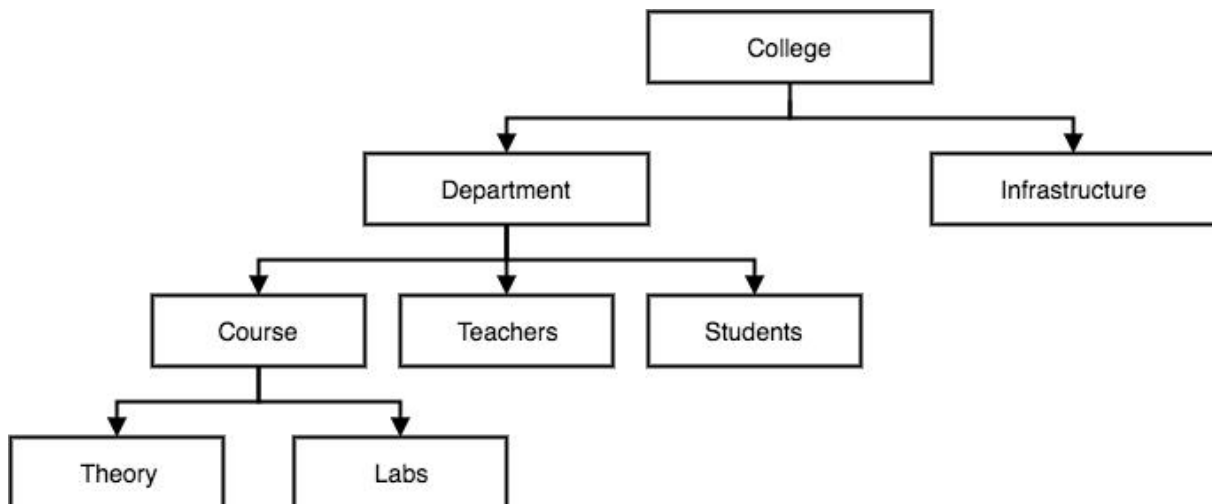 College
Department
Infrastructure
Course
Teachers
Students
Theory
Labs